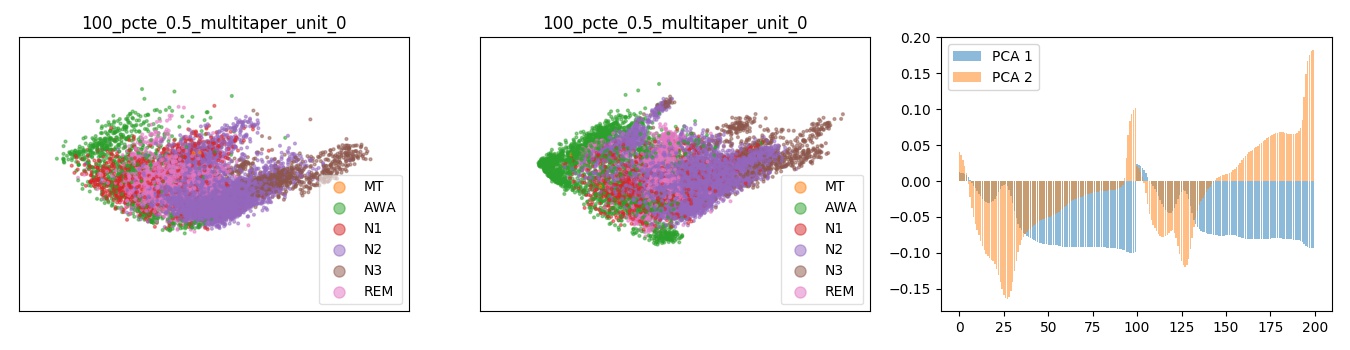 100_pcte_0.5_multitaper_unit_0
MT
AWA
N1
N2
N3
REM
100_pcte_0.5_multitaper_unit_0
MT
AWA
N1
N2
N3
REM
PCA 1
PCA 2
0.20
0.15
0.10
0.05
0.00
−0.05
−0.10
−0.15
0 25 50 75 100 125 150 175 200